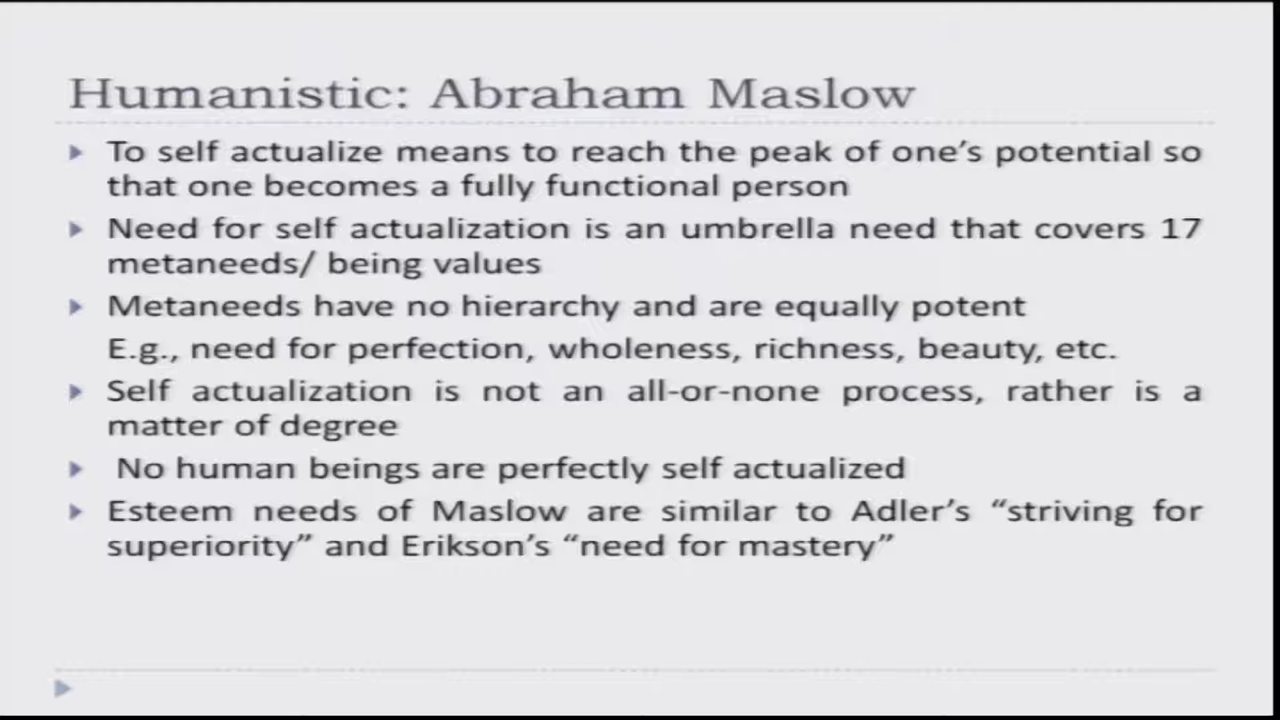 Humanistic: Abraham Maslow
To self actualize means to reach the peak of one's potential so
that one becomes a fully functional person
Need for self actualization is an umbrella need that covers 17
metaneeds/ being values
Metaneeds have no hierarchy and are equally potent
E.g., need for perfection, wholeness, richness, beauty, etc.
Self actualization is not an all-or-none process, rather is a
matter of degree
No human beings are perfectly self actualized
Esteem needs of Maslow are similar to Adler's “striving for
superiority” and Erikson's “need for mastery”